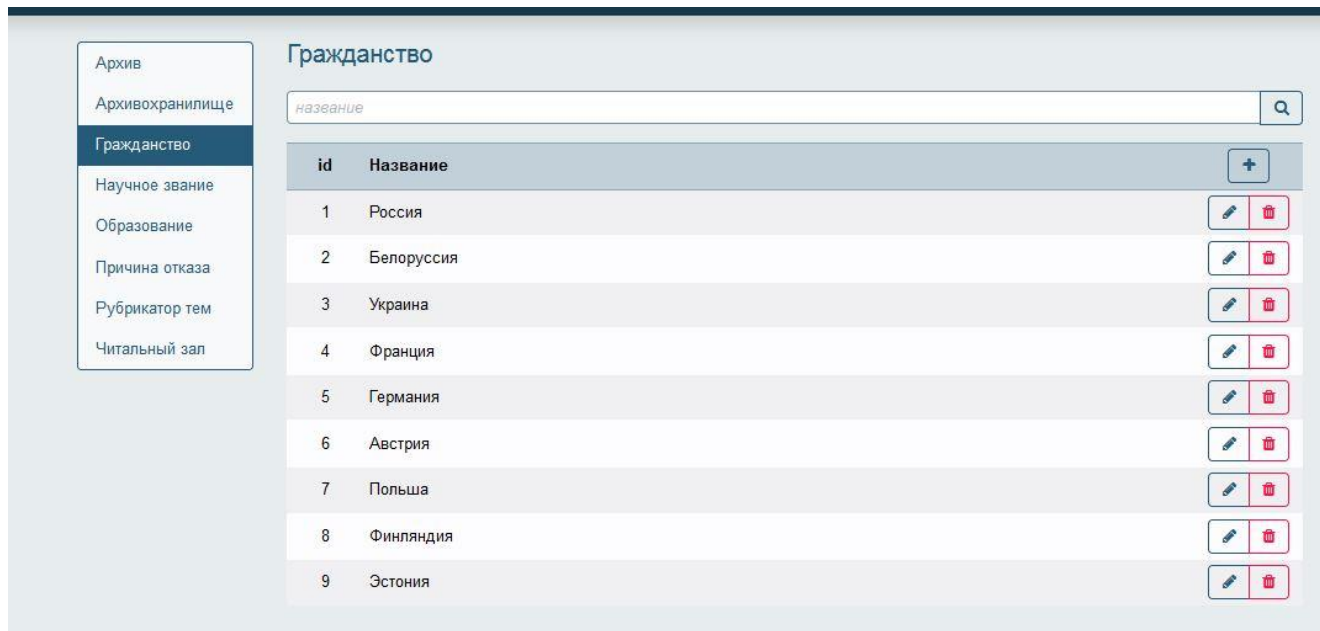 Архив
Архивохранилище
Гражданство
Научное звание
Образование
Причина отказа
Рубрикатор тем
Читальный зал
Гражданство
название
id Название
1 Россия
2 Белоруссия
3 Украина
4 Франция
5 Германия
6 Австрия
7 Польша
8 Финляндия
9 Эстония